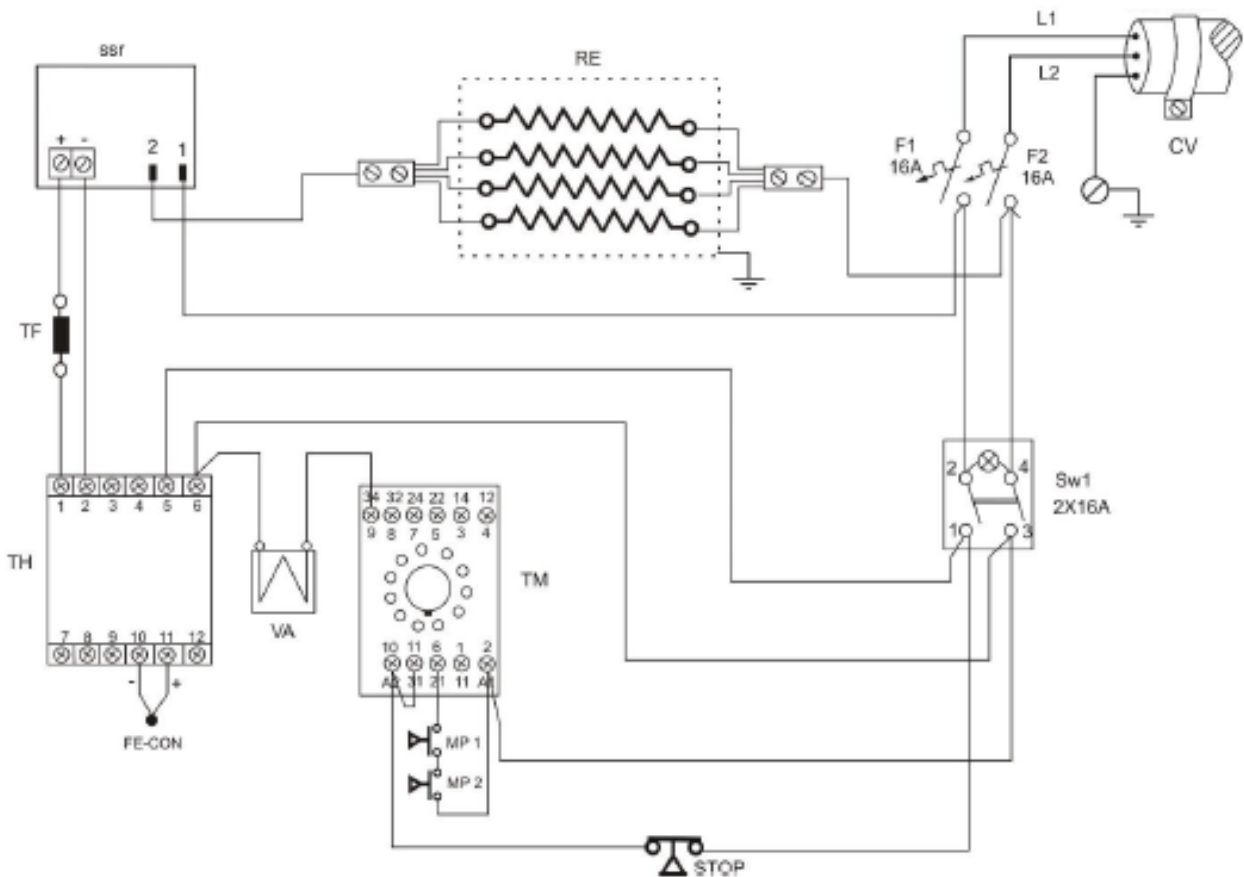 L1
ssr
RE
L2
CV
+ -
2 1
F1
16A
F2
16A
TF
1 2 3 4 5 6
2 4
Sw1
2X16A
1 3
34 32 24 22 14 12
9 8 7 5 3 4
TH
TM
VA
7 8 9 10 11 12
10 11 6 1 2
A2 31 21 11 A1
- +
FE-CON
MP 1
MP 2
STOP